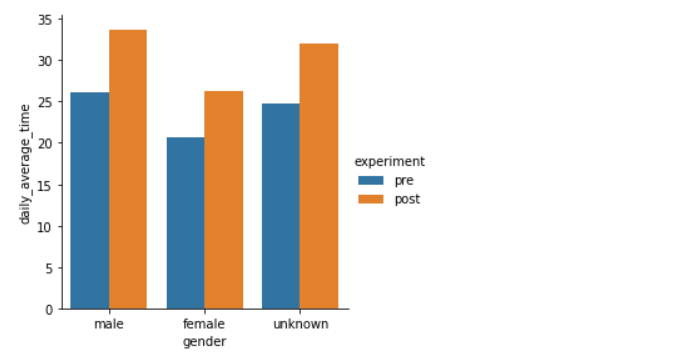 35
30
25
20
15
10
5
0
daily_average_time
male female unknown
gender
experiment
pre
post